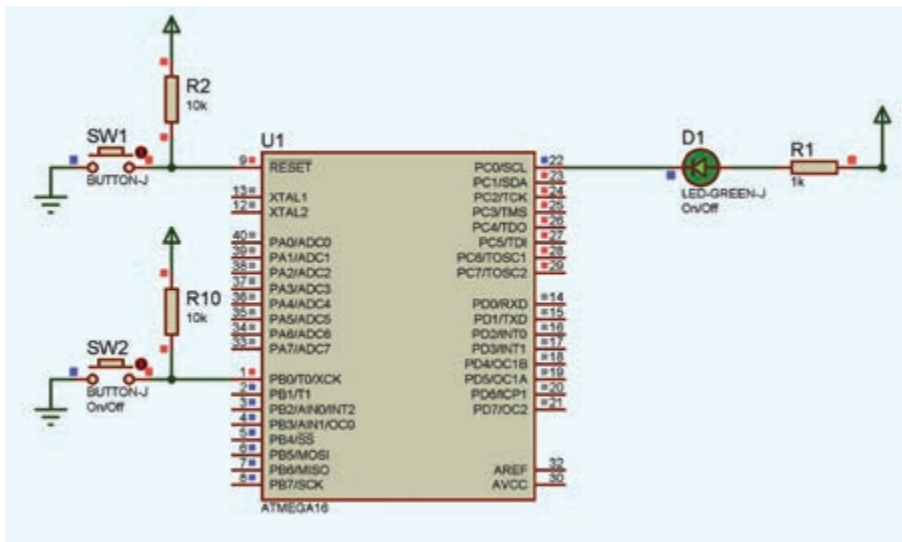 R2
10k
SW1
BUTTON-J
U1
9 RESET
13 XTAL1
12 XTAL2
40 PA0/ADC0
39 PA1/ADC1
38 PA2/ADC2
37 PA3/ADC3
36 PA4/ADC4
35 PA5/ADC5
34 PA6/ADC6
33 PA7/ADC7
R10
10k
SW2
BUTTON-J
On/Off
1 PB0/T0/XCK
2 PB1/T1
3 PB2/AIN0/INT2
4 PB3/AIN1/OC0
5 PB4/SS
6 PB5/MOSI
7 PB6/MISO
8 PB7/SCK
PC0/SCL 22
PC1/SDA 23
PC2/TCK 24
PC3/TMS 25
PC4/TDO 26
PC5/TDI 27
PC6/TOSC1 28
PC7/TOSC2 29
PD0/RXD 14
PD1/TXD 15
PD2/INT0 16
PD3/INT1 17
PD4/OC1B 18
PD5/OC1A 19
PD6/ICP1 20
PD7/OC2 21
AREF 32
AVCC 30
ATMEGA16
D1
LED-GREEN-J
On/Off
R1
1k